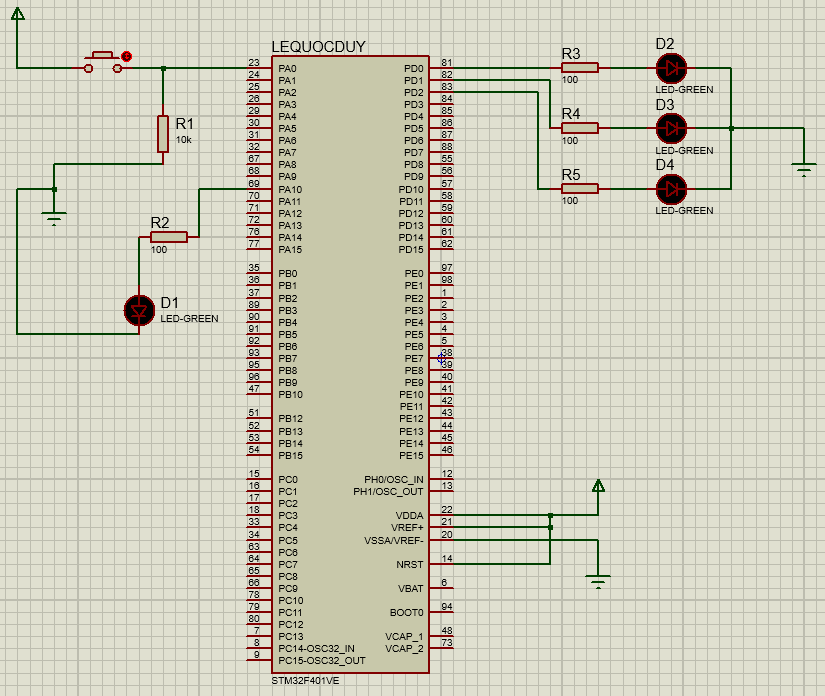 LEQUOCDUY
23 PA0 PD0 81
24 PA1 PD1 82
25 PA2 PD2 83
26 PA3 PD3 84
29 PA4 PD4 85
30 PA5 PD5 86
31 PA6 PD6 87
32 PA7 PD7 88
67 PA8 PD8 55
68 PA9 PD9 56
69 PA10 PD10 57
70 PA11 PD11 58
71 PA12 PD12 59
72 PA13 PD13 60
76 PA14 PD14 61
77 PA15 PD15 62
35 PB0 PE0 97
36 PB1 PE1 98
37 PB2 PE2 1
89 PB3 PE3 2
90 PB4 PE4 3
91 PB5 PE5 4
92 PB6 PE6 5
93 PB7 PE7 38
95 PB8 PE8 39
96 PB9 PE9 40
47 PB10 PE10 41
PE11 42
51 PB12 PE12 43
52 PB13 PE13 44
53 PB14 PE14 45
54 PB15 PE15 46
15 PC0 PH0/OSC_IN 12
16 PC1 PH1/OSC_OUT 13
17 PC2
18 PC3 VDDA 22
33 PC4 VREF+ 21
34 PC5 VSSA/VREF- 20
63 PC6
64 PC7 NRST 14
65 PC8
66 PC9 VBAT 6
78 PC10
79 PC11 BOOT0 94
80 PC12
7 PC13 VCAP_1 48
8 PC14-OSC32_IN VCAP_2 73
9 PC15-OSC32_OUT
STM32F401VE
R1
10k
R2
100
D1
LED-GREEN
R3
100
D2
LED-GREEN
R4
100
D3
LED-GREEN
R5
100
D4
LED-GREEN